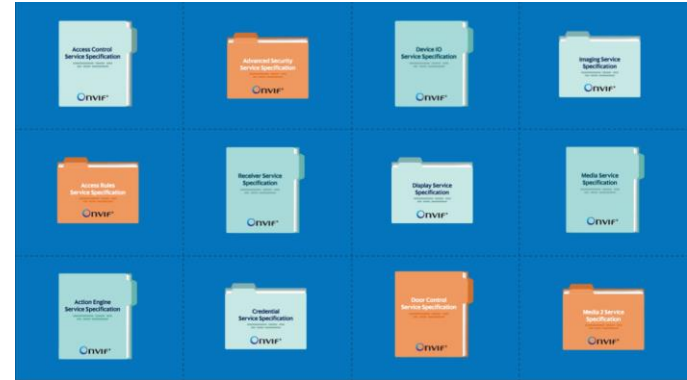 Access Control
Service Specification
ONVIF®
Advanced Security
Service Specification
ONVIF®
Device IO
Service Specification
ONVIF®
Imaging Service
Specification
ONVIF®
Access Rules
Service Specification
ONVIF®
Receiver Service
Specification
ONVIF®
Display Service
Specification
ONVIF®
Media Service
Specification
ONVIF®
Action Engine
Service Specification
ONVIF®
Credential
Service Specification
ONVIF®
Door Control
Service Specification
ONVIF®
Media 2 Service
Specification
ONVIF®